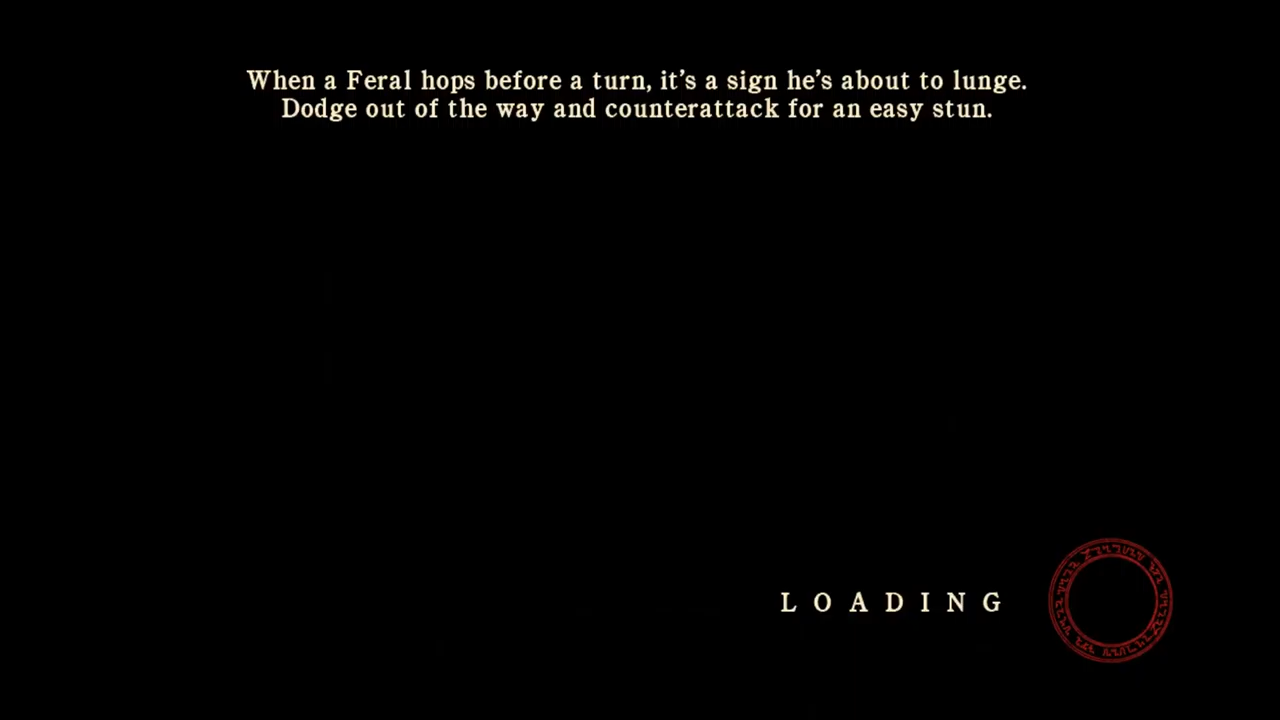 When a Feral hops before a turn, it's a sign he's about to lunge.
Dodge out of the way and counterattack for an easy stun.
LOADING